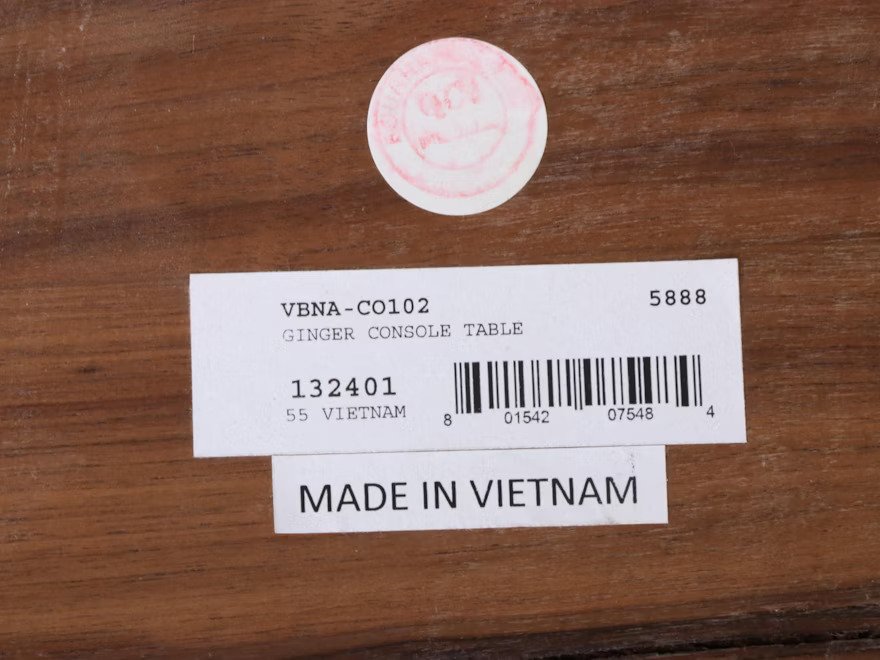 VBNA-CO102 5888
GINGER CONSOLE TABLE
132401
55 VIETNAM
8 01542 07548 4
MADE IN VIETNAM